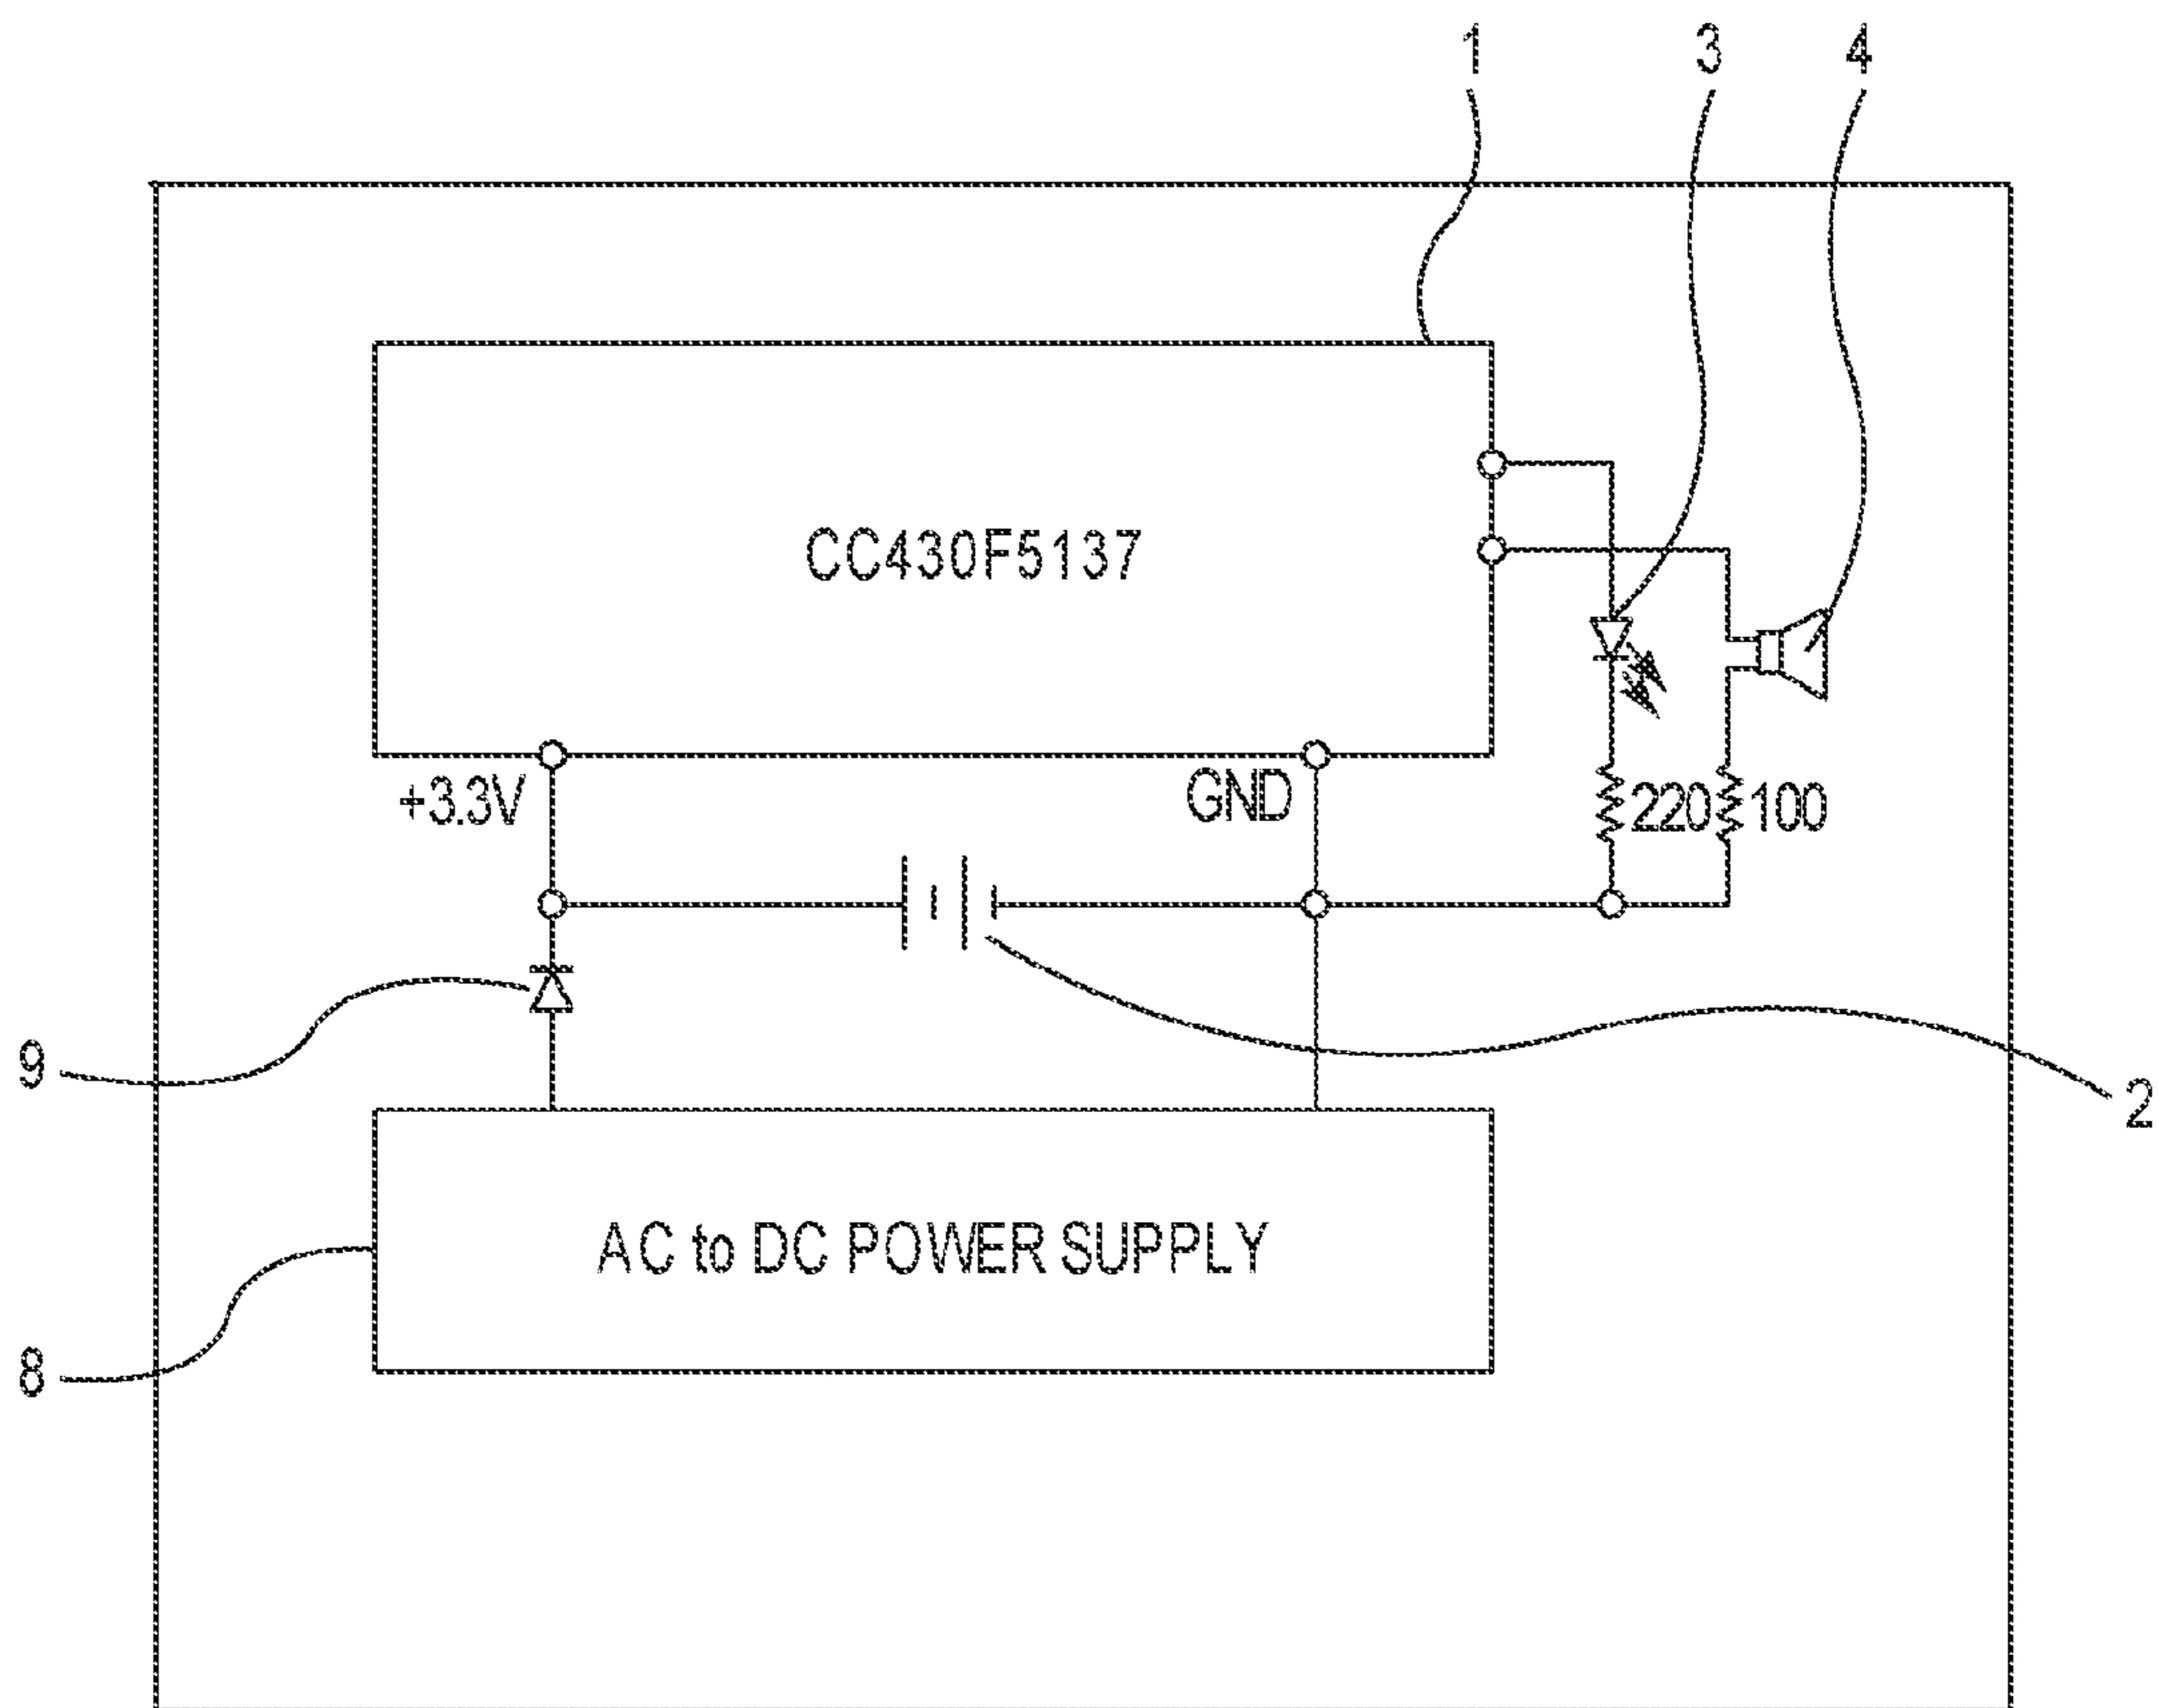 1 3 4
CC430F5137
+3.3V GND 220 100
9
2
AC to DC POWER SUPPLY
8